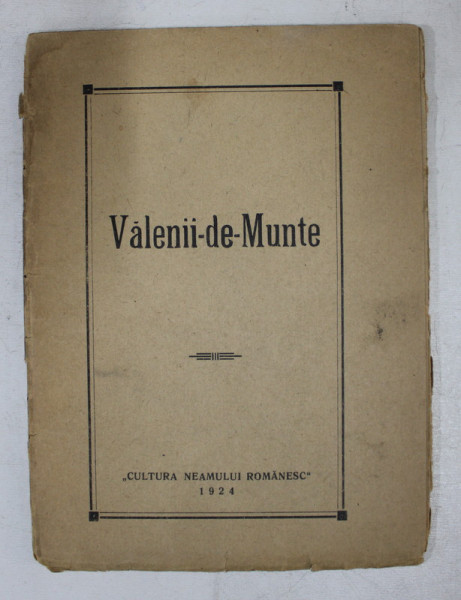 Vălenii-de-Munte
„CULTURA NEAMULUI ROMÂNESC“
1924